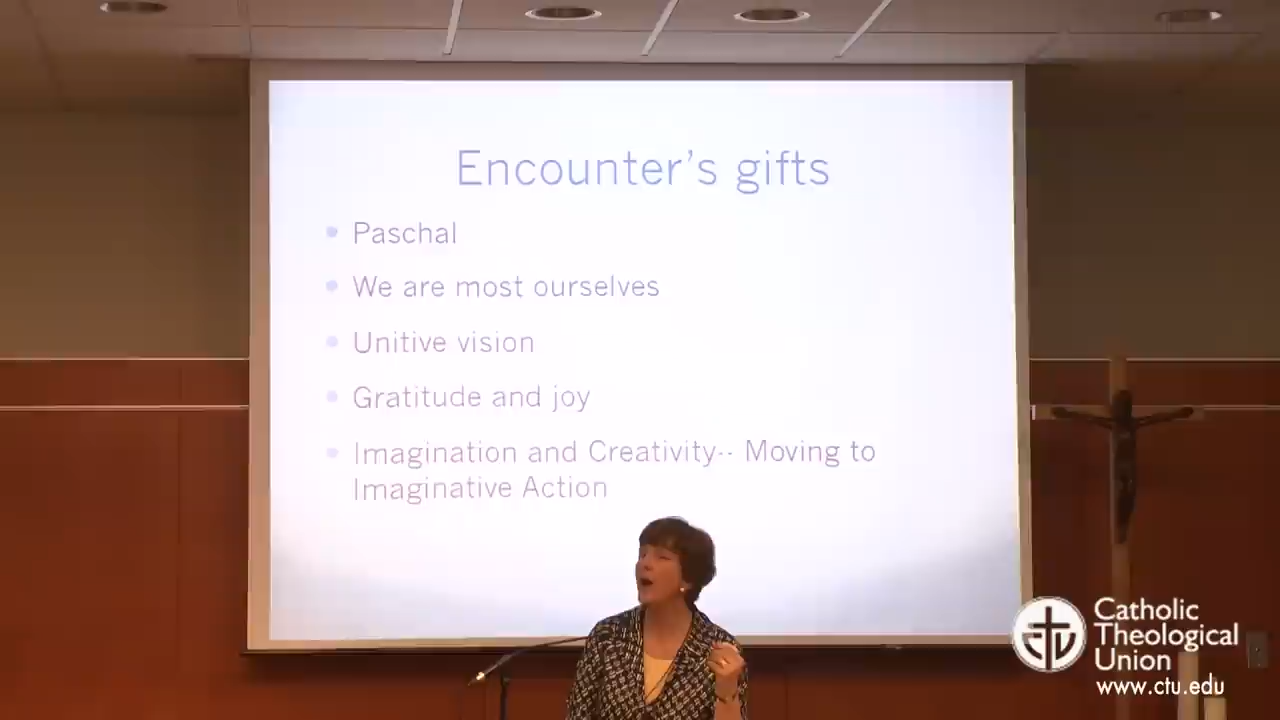 Encounter's gifts
• Paschal
• We are most ourselves
• Unitive vision
• Gratitude and joy
• Imagination and Creativity-- Moving to
Imaginative Action
Catholic
Theological
Union
www.ctu.edu